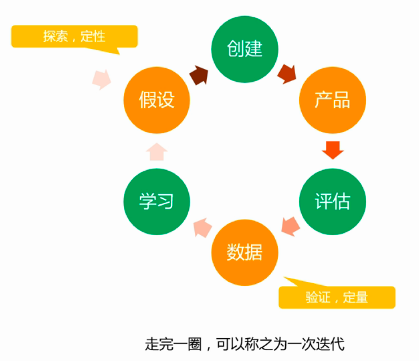 探索，定性
创建
假设
产品
学习
评估
数据
验证，定量
走完一圈，可以称之为一次迭代